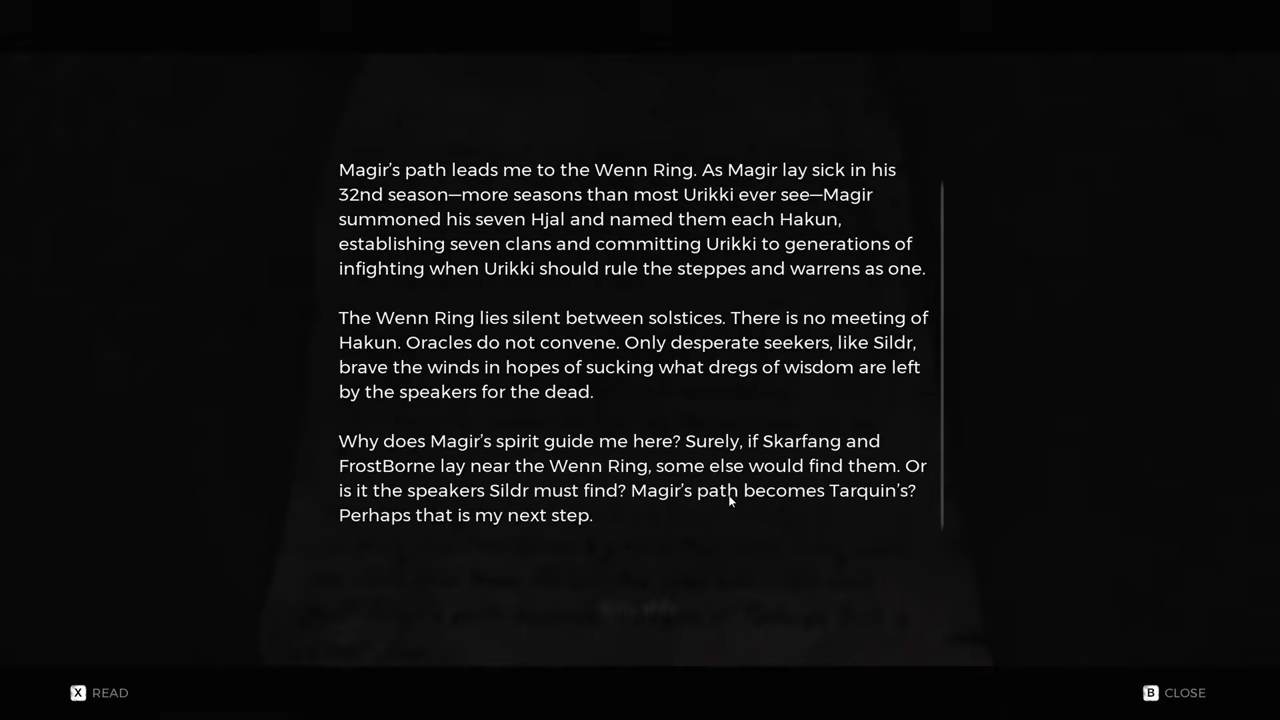 Magir’s path leads me to the Wenn Ring. As Magir lay sick in his
32nd season—more seasons than most Urikki ever see—Magir
summoned his seven Hjal and named them each Hakun,
establishing seven clans and committing Urikki to generations of
infighting when Urikki should rule the steppes and warrens as one.
The Wenn Ring lies silent between solstices. There is no meeting of
Hakun. Oracles do not convene. Only desperate seekers, like Sildr,
brave the winds in hopes of sucking what dregs of wisdom are left
by the speakers for the dead.
Why does Magir’s spirit guide me here? Surely, if Skarfang and
FrostBorne lay near the Wenn Ring, some else would find them. Or
is it the speakers Sildr must find? Magir’s path becomes Tarquin’s?
Perhaps that is my next step.
X READ
B CLOSE